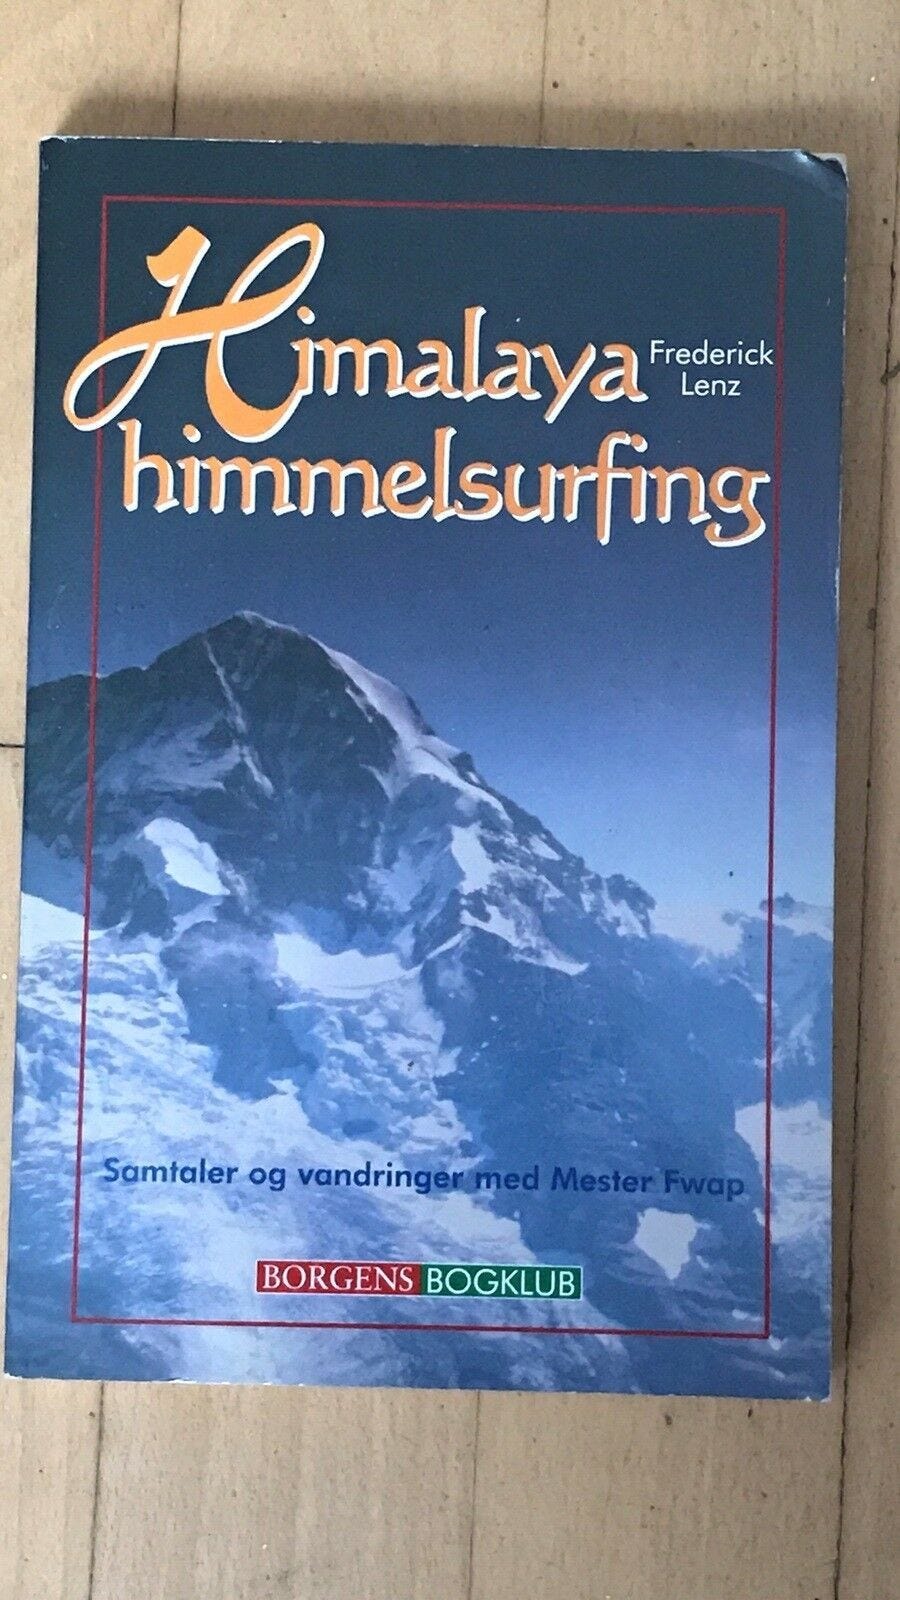 Himalaya
Frederick
Lenz
himmelsurfing
Samtaler og vandringer med Mester Fwap
BORGENS BOGKLUB